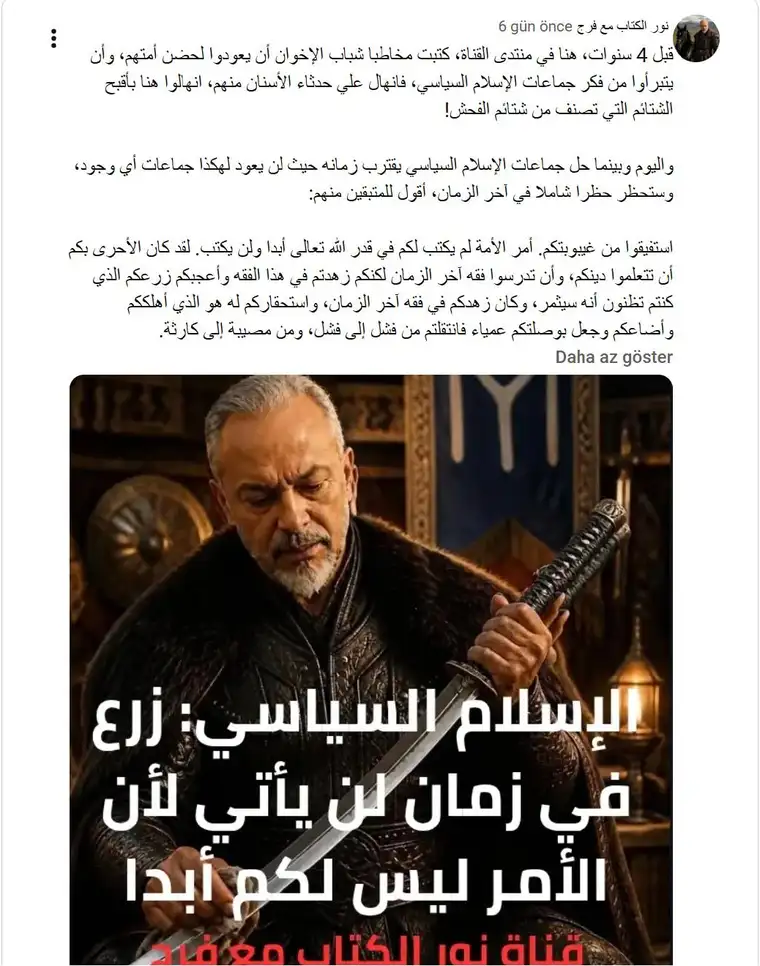 نور الكتاب مع فرج 6 gün önce
قبل 4 سنوات، هنا في منتدى القناة، كتبت مخاطبا شباب الإخوان أن يعودوا لحضن أمتهم، وأن
يتبرأوا من فكر جماعات الإسلام السياسي، فانهال علي حدثاء الأسنان منهم، انهالوا هنا بأقبح
الشتائم التي تصنف من شتائم الفحش!
واليوم وبينما حل جماعات الإسلام السياسي يقترب زمانه حيث لن يعود لهكذا جماعات أي وجود،
وستحظر حظرا شاملا في آخر الزمان، أقول للمتبقين منهم:
استفيقوا من غيبوبتكم. أمر الأمة لم يكتب لكم في قدر الله تعالى أبدا ولن يكتب. لقد كان الأحرى بكم
أن تتعلموا دينكم، وأن تدرسوا فقه آخر الزمان لكنكم زهدتم في هذا الفقه وأعجبكم زرعكم الذي
كنتم تظنون أنه سيثمر، وكان زهدكم في فقه آخر الزمان، واستحقاركم له هو الذي أهلككم
وأضاعكم وجعل بوصلتكم عمياء فانتقلتم من فشل إلى فشل، ومن مصيبة إلى كارثة.
Daha az göster
الإسلام السياسي: زرع
في زمان لن يأتي لأن
الأمر ليس لكم أبدا
قناة نور الكتاب مع فرج